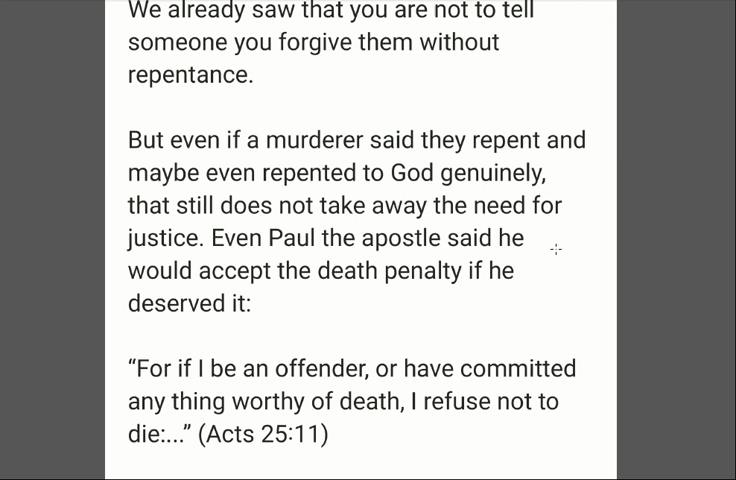 We already saw that you are not to tell
someone you forgive them without
repentance.
But even if a murderer said they repent and
maybe even repented to God genuinely,
that still does not take away the need for
justice. Even Paul the apostle said he
would accept the death penalty if he
deserved it:
“For if I be an offender, or have committed
any thing worthy of death, I refuse not to
die:...” (Acts 25:11)